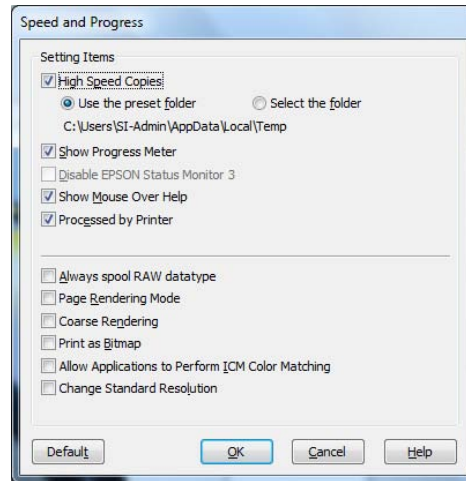 Speed and Progress
Setting Items
High Speed Copies
Use the preset folder Select the folder
C:\Users\SI-Admin\AppData\Local\Temp
Show Progress Meter
Disable EPSON Status Monitor 3
Show Mouse Over Help
Processed by Printer
Always spool RAW datatype
Page Rendering Mode
Coarse Rendering
Print as Bitmap
Allow Applications to Perform ICM Color Matching
Change Standard Resolution
Default OK Cancel Help